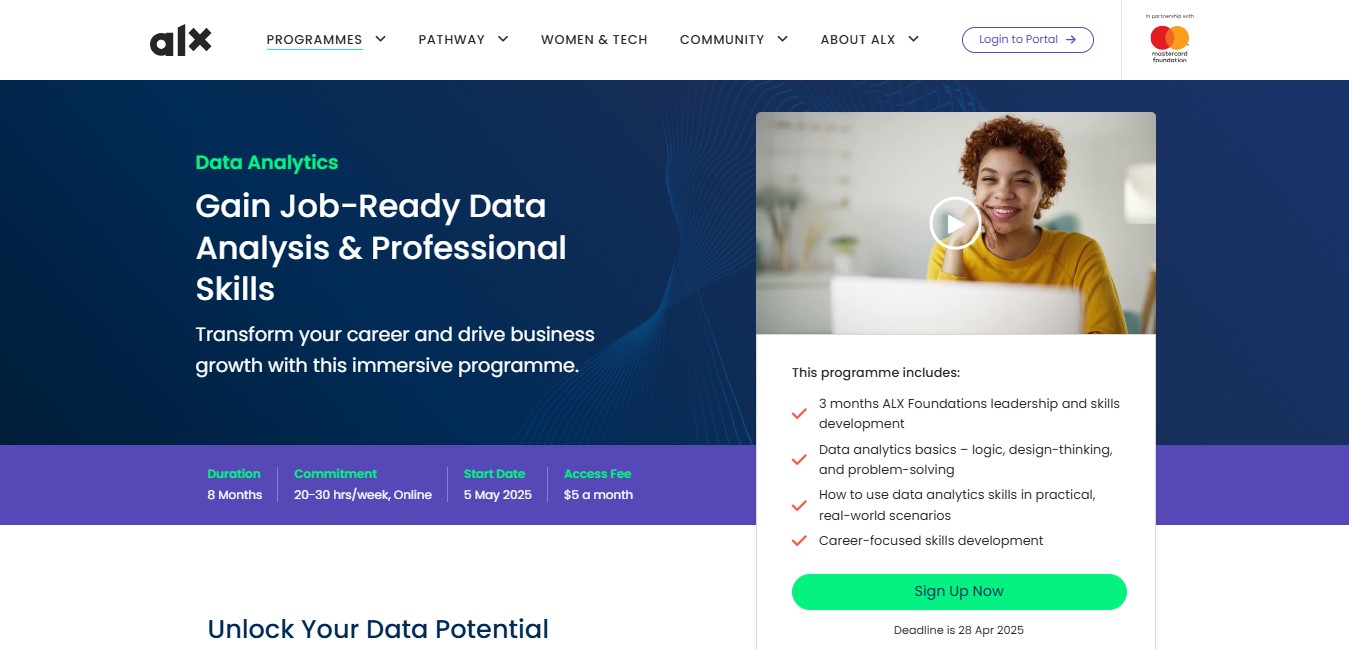 alx
PROGRAMMES
PATHWAY
WOMEN & TECH
COMMUNITY
ABOUT ALX
Login to Portal
In partnership with
mastercard
foundation
Data Analytics
Gain Job-Ready Data
Analysis & Professional
Skills
Transform your career and drive business
growth with this immersive programme.
Duration
8 Months
Commitment
20-30 hrs/week, Online
Start Date
5 May 2025
Access Fee
$5 a month
This programme includes:
3 months ALX Foundations leadership and skills
development
Data analytics basics – logic, design-thinking,
and problem-solving
How to use data analytics skills in practical,
real-world scenarios
Career-focused skills development
Sign Up Now
Deadline is 28 Apr 2025
Unlock Your Data Potential